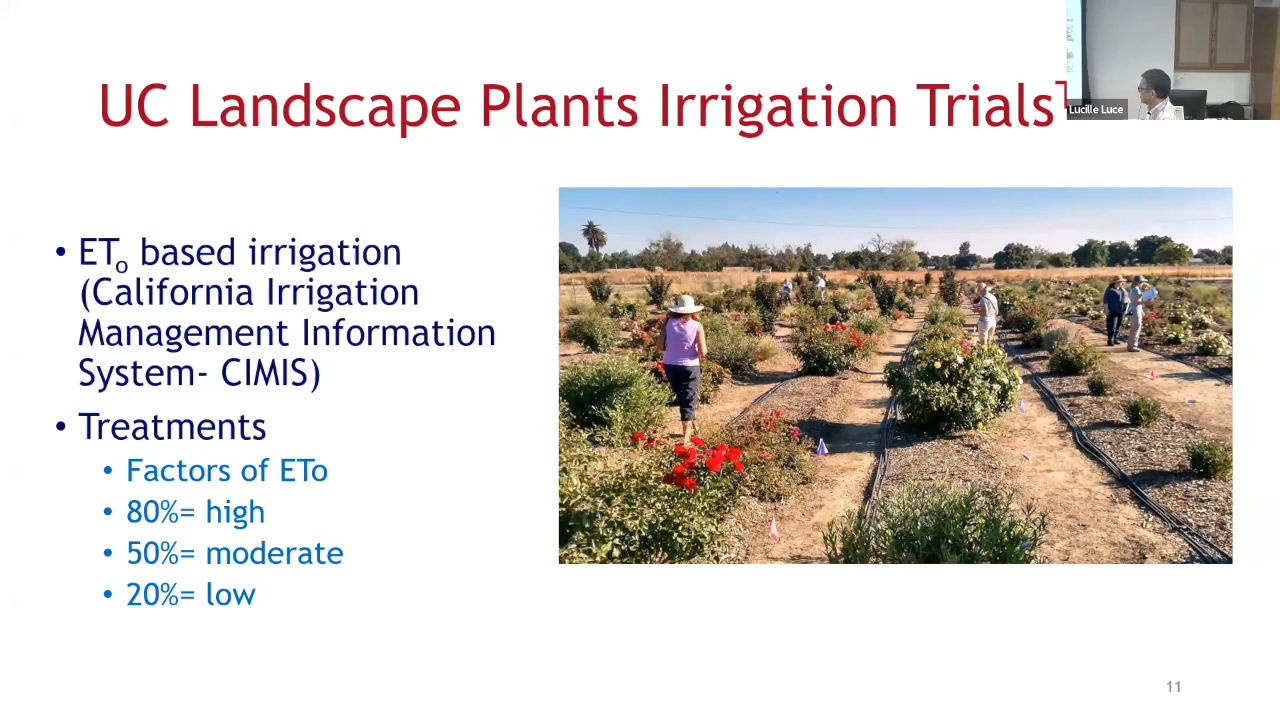 UC Landscape Plants Irrigation Trials
Lucille Luce
• ETo based irrigation
(California Irrigation
Management Information
System- CIMIS)
• Treatments
• Factors of ETo
• 80%= high
• 50%= moderate
• 20%= low
11